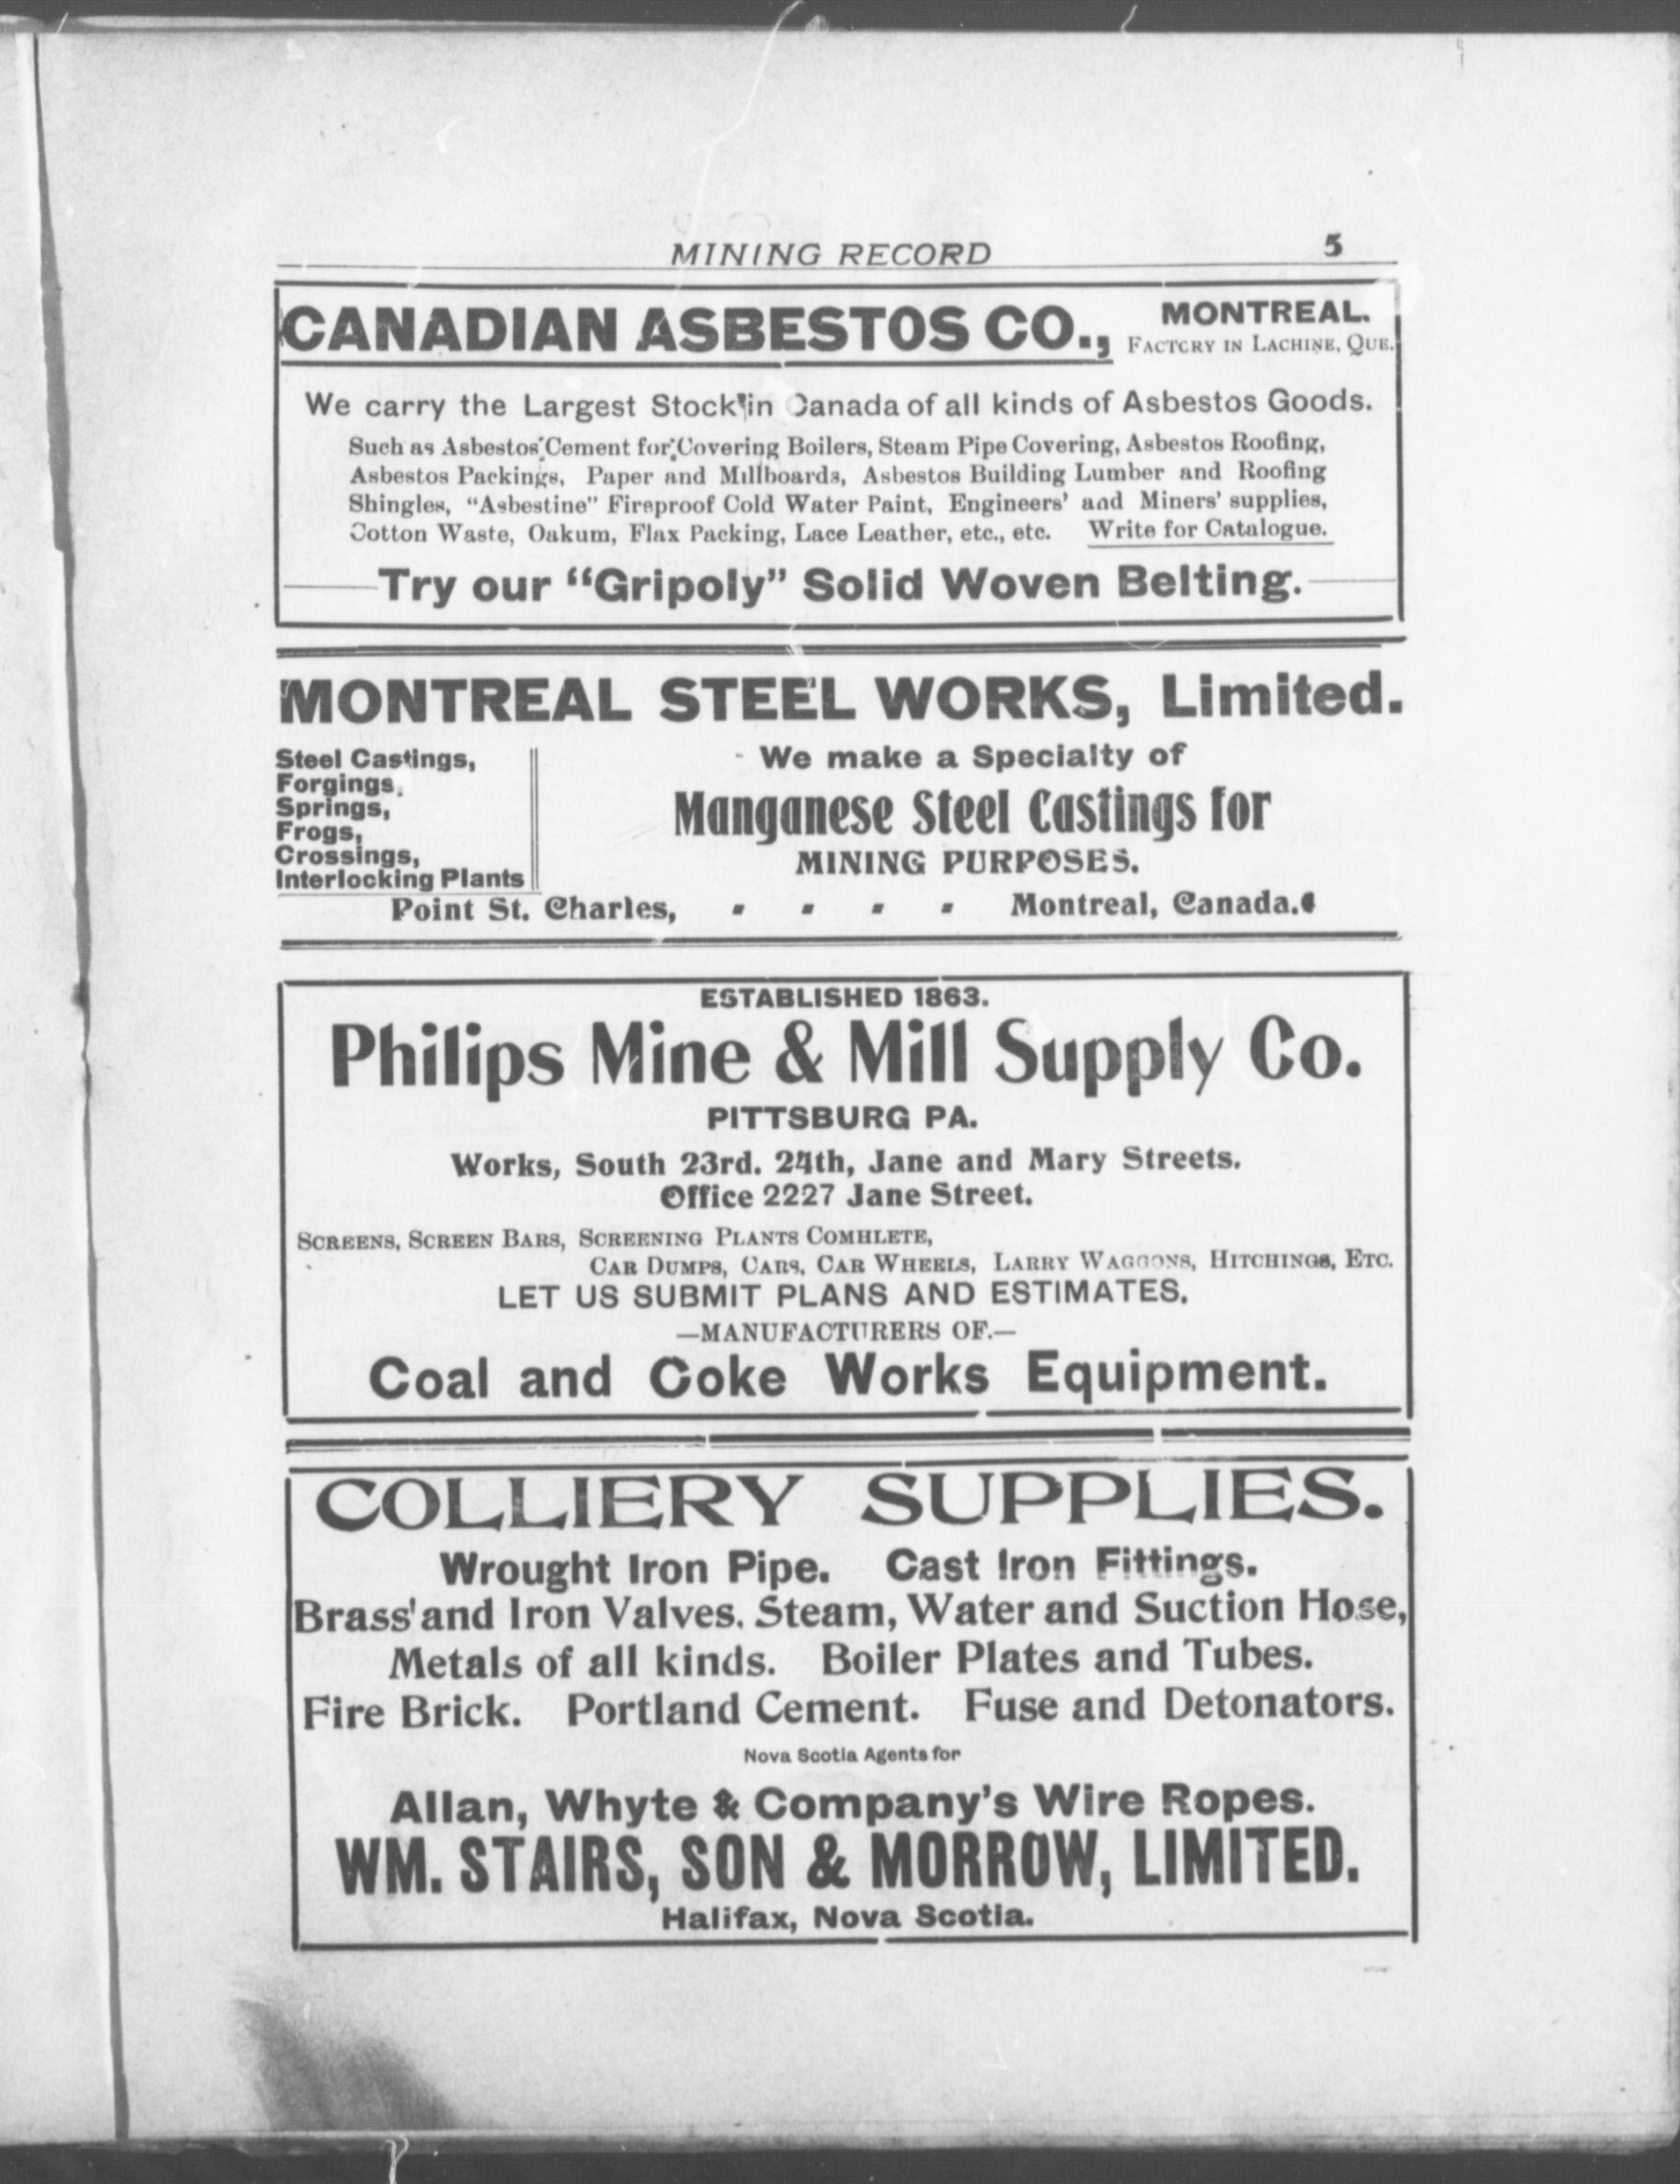 MINING RECORD 5
CANADIAN ASBESTOS CO., MONTREAL.
FACTORY IN LACHINE, QUE.
We carry the Largest Stock in Canada of all kinds of Asbestos Goods.
Such as Asbestos Cement for Covering Boilers, Steam Pipe Covering, Asbestos Roofing,
Asbestos Packings, Paper and Millboards, Asbestos Building Lumber and Roofing
Shingles, "Asbestine" Fireproof Cold Water Paint, Engineers' and Miners' supplies,
Cotton Waste, Oakum, Flax Packing, Lace Leather, etc., etc. Write for Catalogue.
Try our "Gripoly" Solid Woven Belting.
MONTREAL STEEL WORKS, Limited.
Steel Castings,
Forgings,
Springs,
Frogs,
Crossings,
Interlocking Plants
We make a Specialty of
Manganese Steel Castings for
MINING PURPOSES.
Point St. Charles, - - - - Montreal, Canada.
ESTABLISHED 1863.
Philips Mine & Mill Supply Co.
PITTSBURG PA.
Works, South 23rd. 24th, Jane and Mary Streets.
Office 2227 Jane Street.
SCREENS, SCREEN BARS, SCREENING PLANTS COMHLETE,
CAR DUMPS, CARS, CAR WHEELS, LARRY WAGGONS, HITCHINGS, ETC.
LET US SUBMIT PLANS AND ESTIMATES.
—MANUFACTURERS OF.—
Coal and Coke Works Equipment.
COLLIERY SUPPLIES.
Wrought Iron Pipe. Cast Iron Fittings.
Brass and Iron Valves. Steam, Water and Suction Hose,
Metals of all kinds. Boiler Plates and Tubes.
Fire Brick. Portland Cement. Fuse and Detonators.
Nova Scotia Agents for
Allan, Whyte & Company's Wire Ropes.
WM. STAIRS, SON & MORROW, LIMITED.
Halifax, Nova Scotia.